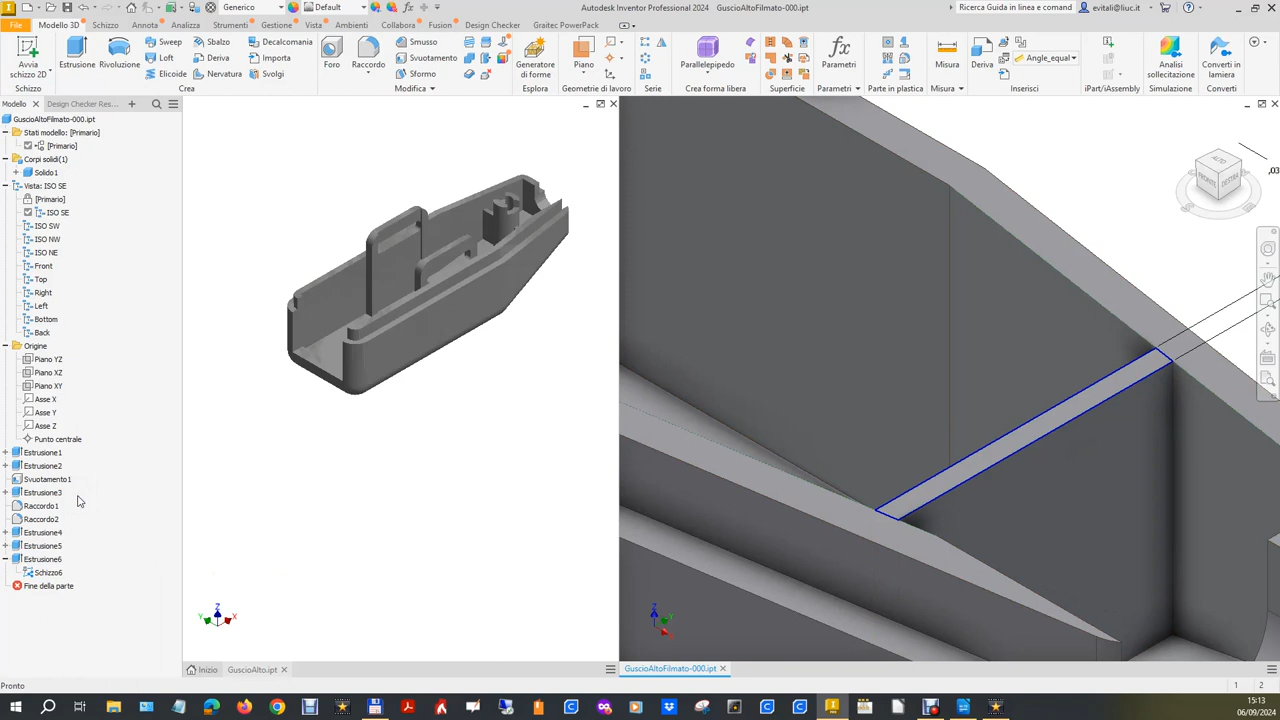 Generico
Default
Autodesk Inventor Professional 2024 GuscioAltoFilmato-000.ipt
Ricerca Guida in linea e comandi
evitali@liuc.it
File
Modello 3D
Schizzo
Annota
Analizza
Strumenti
Gestione
Vista
Ambienti
Collabora
Fusion
Design Checker
Graitec PowerPack
Avvia
schizzo 2D
Estrusione
Rivoluzione
Sweep
Loft
Elicoide
Sbalzo
Deriva
Nervatura
Decalcomania
Importa
Svolgi
Foro
Raccordo
Smusso
Svuotamento
Sformo
Generatore
di forme
Piano
Parallelepipedo
Parametri
Misura
Deriva
Angle_equal
Analisi
sollecitazione
Converti in
lamiera
Schizzo
Crea
Modifica
Esplora
Geometrie di lavoro
Serie
Crea forma libera
Superficie
Parametri
Parte in plastica
Misura
Inserisci
iPart/iAssembly
Simulazione
Converti
Modello
Design Checker Res...
GuscioAltoFilmato-000.ipt
Stati modello: [Primario]
[Primario]
Corpi solidi(1)
Solido1
Vista: ISO SE
[Primario]
ISO SE
ISO SW
ISO NW
ISO NE
Front
Top
Right
Left
Bottom
Back
Origine
Piano YZ
Piano XZ
Piano XY
Asse X
Asse Y
Asse Z
Punto centrale
Estrusione1
Estrusione2
Svuotamento1
Estrusione3
Raccordo1
Raccordo2
Estrusione4
Estrusione5
Estrusione6
Schizzo6
Fine della parte
Z
Y
X
Z
Y
X
ALTO
FRONTE
DESTRA
,03
Inizio
GuscioAlto.ipt
GuscioAltoFilmato-000.ipt
Pronto
1
2
15:13
06/09/2024